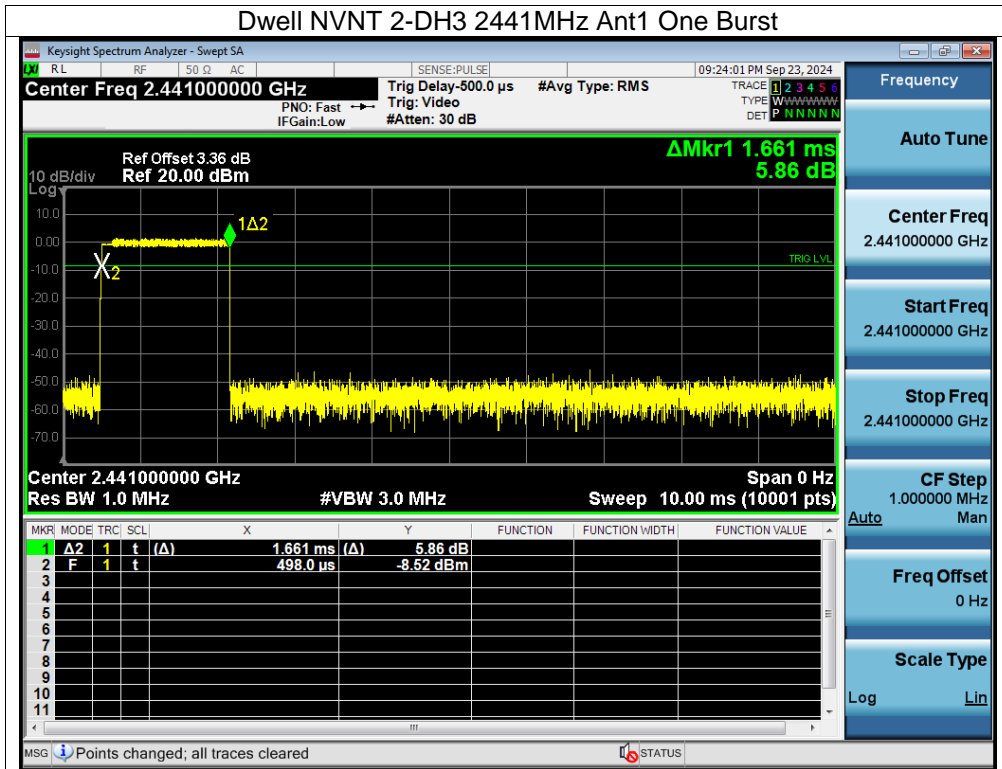 Dwell NVNT 2-DH3 2441MHz Ant1 One Burst
Keysight Spectrum Analyzer - Swept SA
LXI RL RF 50 Ω AC SENSE:PULSE 09:24:01 PM Sep 23, 2024
Center Freq 2.441000000 GHz Trig Delay-500.0 µs #Avg Type: RMS TRACE 1 2 3 4 5 6
PNO: Fast Trig: Video TYPE WWWWWW
IFGain:Low #Atten: 30 dB DET P N N N N N
ΔMkr1 1.661 ms
5.86 dB
Ref Offset 3.36 dB
10 dB/div Ref 20.00 dBm
Log
10.0
0.00
-10.0
-20.0
-30.0
-40.0
-50.0
-60.0
-70.0
1Δ2
2
TRIG LVL
Center 2.441000000 GHz Span 0 Hz
Res BW 1.0 MHz #VBW 3.0 MHz Sweep 10.00 ms (10001 pts)
MKR MODE TRC SCL X Y FUNCTION FUNCTION WIDTH FUNCTION VALUE
1 Δ2 1 t (Δ) 1.661 ms (Δ) 5.86 dB
2 F 1 t 498.0 µs -8.52 dBm
3
4
5
6
7
8
9
10
11
MSG Points changed; all traces cleared STATUS
Frequency
Auto Tune
Center Freq
2.441000000 GHz
Start Freq
2.441000000 GHz
Stop Freq
2.441000000 GHz
CF Step
1.000000 MHz
Auto Man
Freq Offset
0 Hz
Scale Type
Log Lin